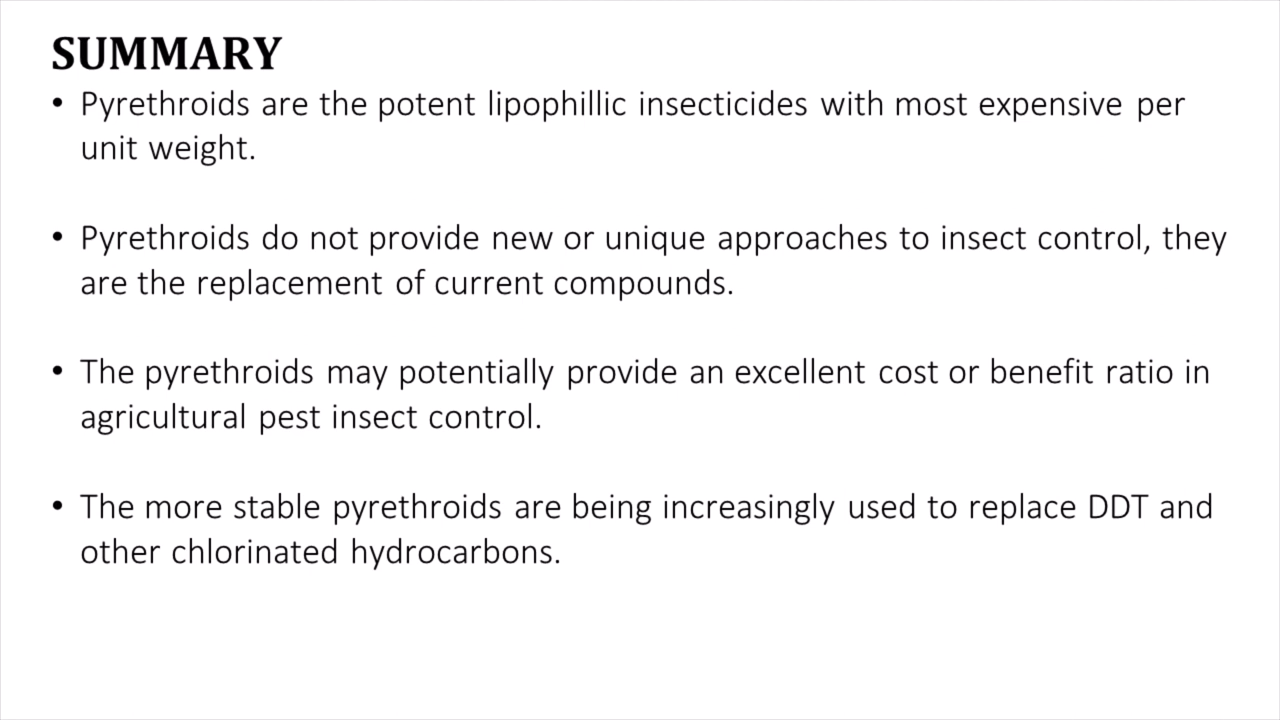 SUMMARY
• Pyrethroids are the potent lipophillic insecticides with most expensive per
unit weight.
• Pyrethroids do not provide new or unique approaches to insect control, they
are the replacement of current compounds.
• The pyrethroids may potentially provide an excellent cost or benefit ratio in
agricultural pest insect control.
• The more stable pyrethroids are being increasingly used to replace DDT and
other chlorinated hydrocarbons.